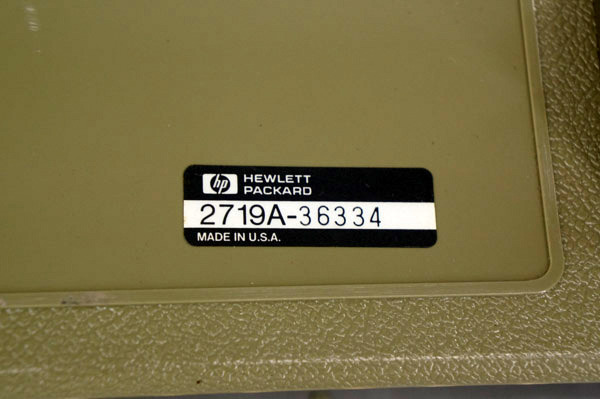 hp HEWLETT
PACKARD
2719A-36334
MADE IN U.S.A.